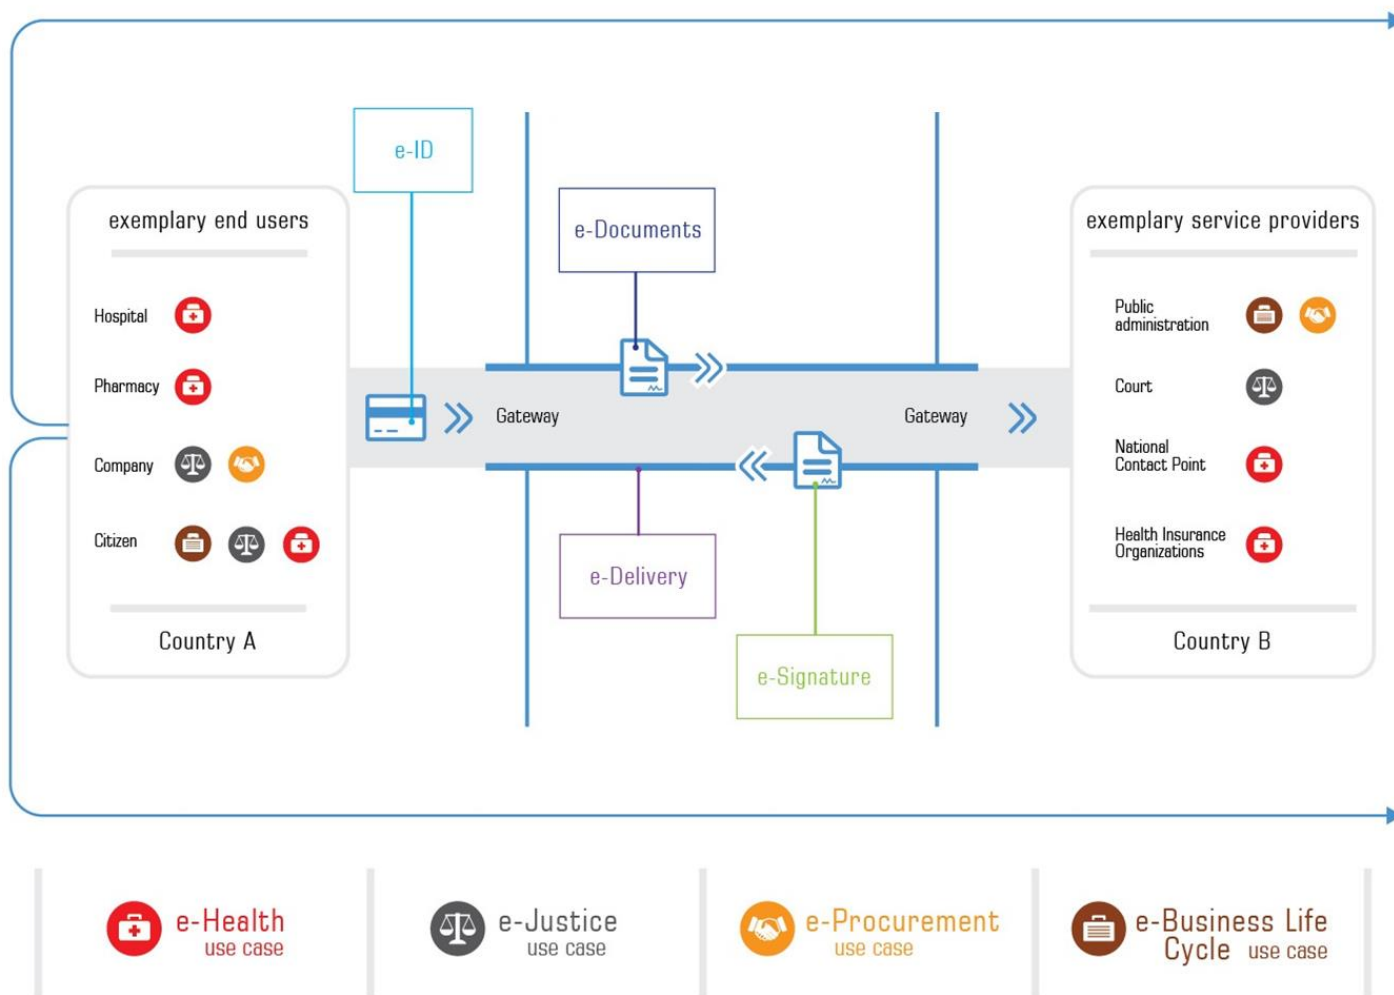 e-ID
e-Documents
exemplary end users
Hospital
Pharmacy
Company
Citizen
Country A
Gateway
Gateway
e-Delivery
e-Signature
exemplary service providers
Public
administration
Court
National
Contact Point
Health Insurance
Organizations
Country B
e-Health
use case
e-Justice
use case
e-Procurement
use case
e-Business Life
Cycle use case